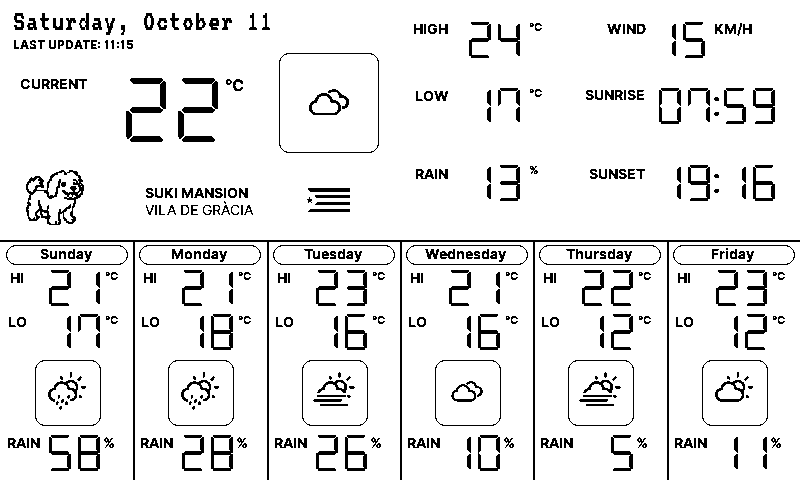 Saturday, October 11
LAST UPDATE: 11:15
CURRENT 22 °C
SUKI MANSION
VILA DE GRÀCIA
HIGH 24 °C
LOW 17 °C
RAIN 13 %
WIND 15 KM/H
SUNRISE 07:59
SUNSET 19:16
Sunday
HI 21 °C
LO 17 °C
RAIN 58 %
Monday
HI 21 °C
LO 18 °C
RAIN 28 %
Tuesday
HI 23 °C
LO 16 °C
RAIN 26 %
Wednesday
HI 21 °C
LO 16 °C
RAIN 10 %
Thursday
HI 22 °C
LO 12 °C
RAIN 5 %
Friday
HI 23 °C
LO 12 °C
RAIN 11 %